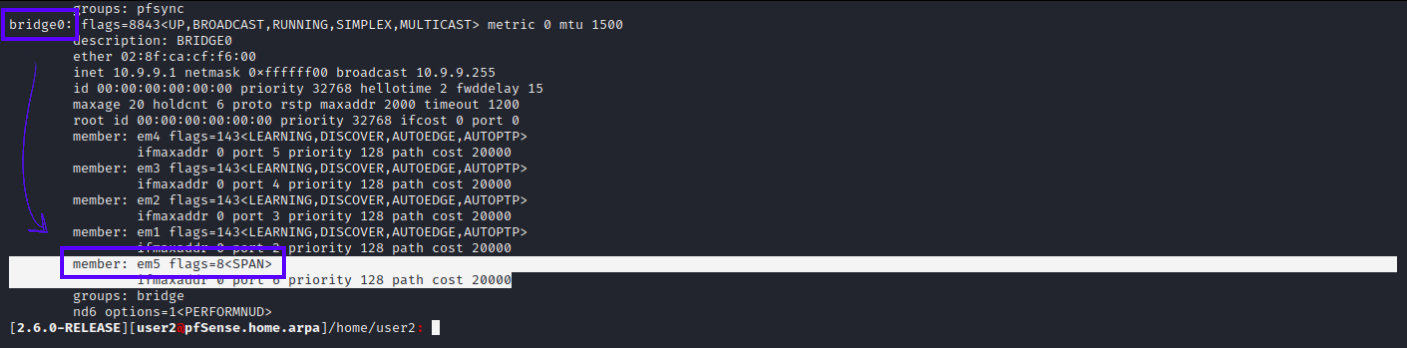 groups: pfsync
bridge0: flags=8843<UP,BROADCAST,RUNNING,SIMPLEX,MULTICAST> metric 0 mtu 1500
description: BRIDGE0
ether 02:8f:ca:cf:f6:00
inet 10.9.9.1 netmask 0xffffff00 broadcast 10.9.9.255
id 00:00:00:00:00:00 priority 32768 hellotime 2 fwddelay 15
maxage 20 holdcnt 6 proto rstp maxaddr 2000 timeout 1200
root id 00:00:00:00:00:00 priority 32768 ifcost 0 port 0
member: em4 flags=143<LEARNING,DISCOVER,AUTOEDGE,AUTOPTP>
ifmaxaddr 0 port 5 priority 128 path cost 20000
member: em3 flags=143<LEARNING,DISCOVER,AUTOEDGE,AUTOPTP>
ifmaxaddr 0 port 4 priority 128 path cost 20000
member: em2 flags=143<LEARNING,DISCOVER,AUTOEDGE,AUTOPTP>
ifmaxaddr 0 port 3 priority 128 path cost 20000
member: em1 flags=143<LEARNING,DISCOVER,AUTOEDGE,AUTOPTP>
ifmaxaddr 0 port 2 priority 128 path cost 20000
member: em5 flags=8<SPAN>
ifmaxaddr 0 port 6 priority 128 path cost 20000
groups: bridge
nd6 options=1<PERFORMNUD>
[2.6.0-RELEASE][user2@pfSense.home.arpa]/home/user2: